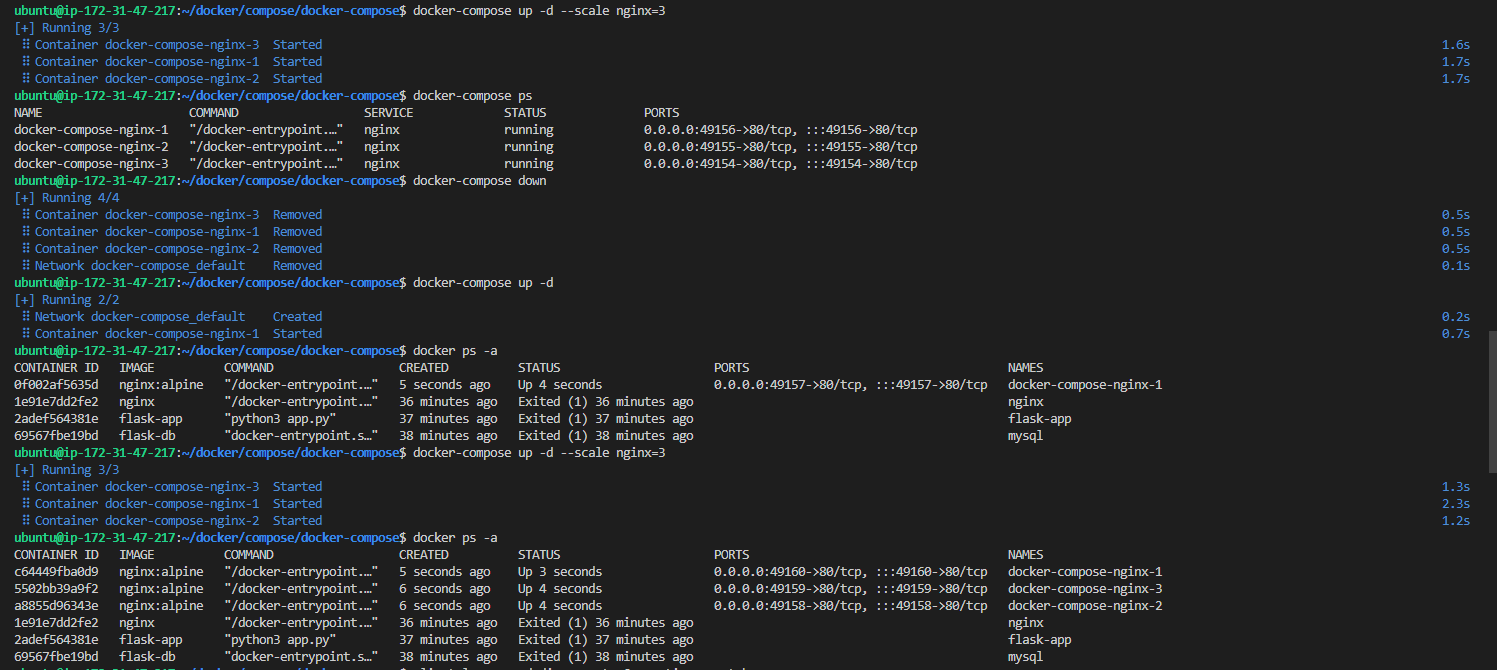 ubuntu@ip-172-31-47-217:~/docker/compose/docker-compose$ docker-compose up -d --scale nginx=3
[+] Running 3/3
⠿ Container docker-compose-nginx-3  Started  1.6s
⠿ Container docker-compose-nginx-1  Started  1.7s
⠿ Container docker-compose-nginx-2  Started  1.7s
ubuntu@ip-172-31-47-217:~/docker/compose/docker-compose$ docker-compose ps
NAME  COMMAND  SERVICE  STATUS  PORTS
docker-compose-nginx-1  "/docker-entrypoint.…"  nginx  running  0.0.0.0:49156->80/tcp, :::49156->80/tcp
docker-compose-nginx-2  "/docker-entrypoint.…"  nginx  running  0.0.0.0:49155->80/tcp, :::49155->80/tcp
docker-compose-nginx-3  "/docker-entrypoint.…"  nginx  running  0.0.0.0:49154->80/tcp, :::49154->80/tcp
ubuntu@ip-172-31-47-217:~/docker/compose/docker-compose$ docker-compose down
[+] Running 4/4
⠿ Container docker-compose-nginx-3  Removed  0.5s
⠿ Container docker-compose-nginx-1  Removed  0.5s
⠿ Container docker-compose-nginx-2  Removed  0.5s
⠿ Network docker-compose_default  Removed  0.1s
ubuntu@ip-172-31-47-217:~/docker/compose/docker-compose$ docker-compose up -d
[+] Running 2/2
⠿ Network docker-compose_default  Created  0.2s
⠿ Container docker-compose-nginx-1  Started  0.7s
ubuntu@ip-172-31-47-217:~/docker/compose/docker-compose$ docker ps -a
CONTAINER ID  IMAGE  COMMAND  CREATED  STATUS  PORTS  NAMES
0f002af5635d  nginx:alpine  "/docker-entrypoint.…"  5 seconds ago  Up 4 seconds  0.0.0.0:49157->80/tcp, :::49157->80/tcp  docker-compose-nginx-1
1e91e7dd2fe2  nginx  "/docker-entrypoint.…"  36 minutes ago  Exited (1) 36 minutes ago  nginx
2adef564381e  flask-app  "python3 app.py"  37 minutes ago  Exited (1) 37 minutes ago  flask-app
69567fbe19bd  flask-db  "docker-entrypoint.s…"  38 minutes ago  Exited (1) 38 minutes ago  mysql
ubuntu@ip-172-31-47-217:~/docker/compose/docker-compose$ docker-compose up -d --scale nginx=3
[+] Running 3/3
⠿ Container docker-compose-nginx-3  Started  1.3s
⠿ Container docker-compose-nginx-1  Started  2.3s
⠿ Container docker-compose-nginx-2  Started  1.2s
ubuntu@ip-172-31-47-217:~/docker/compose/docker-compose$ docker ps -a
CONTAINER ID  IMAGE  COMMAND  CREATED  STATUS  PORTS  NAMES
c64449fba0d9  nginx:alpine  "/docker-entrypoint.…"  5 seconds ago  Up 3 seconds  0.0.0.0:49160->80/tcp, :::49160->80/tcp  docker-compose-nginx-1
5502bb39a9f2  nginx:alpine  "/docker-entrypoint.…"  6 seconds ago  Up 4 seconds  0.0.0.0:49159->80/tcp, :::49159->80/tcp  docker-compose-nginx-3
a8855d96343e  nginx:alpine  "/docker-entrypoint.…"  6 seconds ago  Up 4 seconds  0.0.0.0:49158->80/tcp, :::49158->80/tcp  docker-compose-nginx-2
1e91e7dd2fe2  nginx  "/docker-entrypoint.…"  36 minutes ago  Exited (1) 36 minutes ago  nginx
2adef564381e  flask-app  "python3 app.py"  37 minutes ago  Exited (1) 37 minutes ago  flask-app
69567fbe19bd  flask-db  "docker-entrypoint.s…"  38 minutes ago  Exited (1) 38 minutes ago  mysql